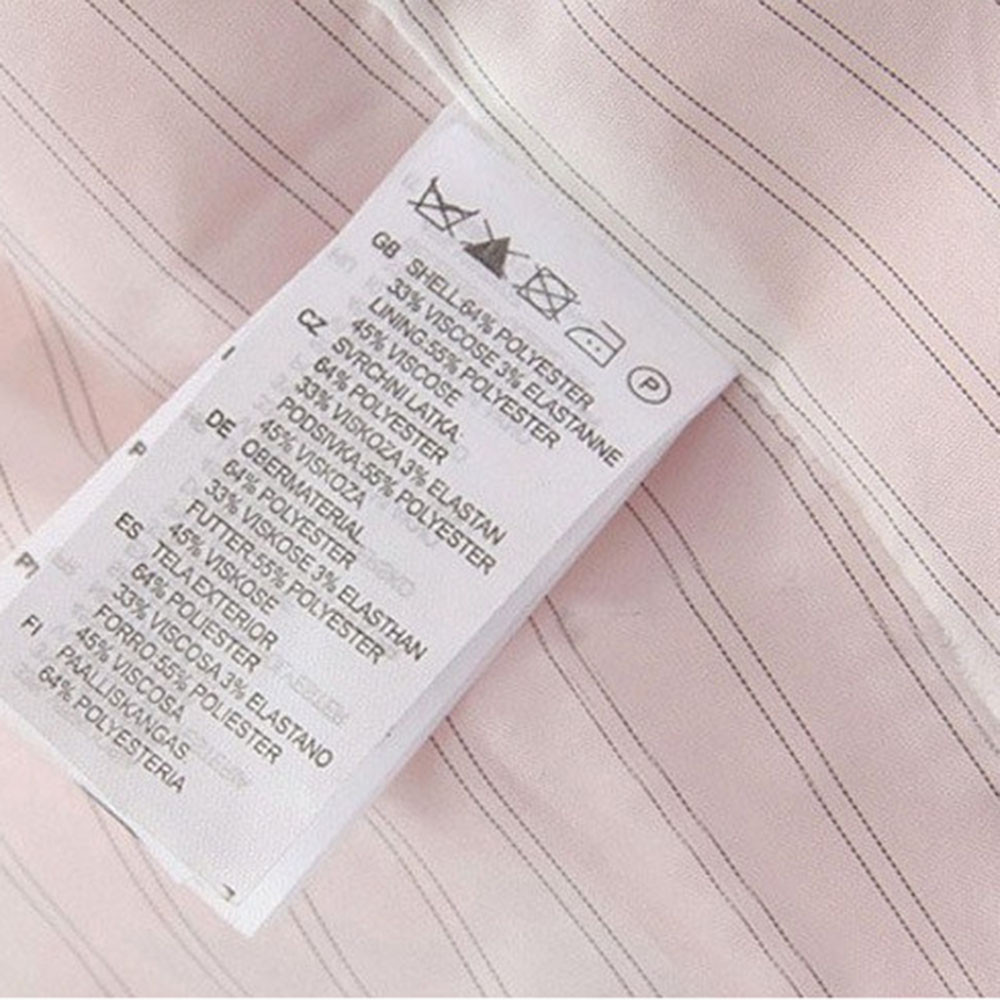 P
GB SHELL:64% POLYESTER
33% VISCOSE 3% ELASTANNE
LINING:55% POLYESTER
45% VISCOSE
CZ SVRCHNI LATKA:
64% POLYESTER
33% VISKOZA 3% ELASTAN
PODSIVKA:55% POLYESTER
45% VISKOZA
DE OBERMATERIAL
64% POLYESTER
33% VISKOSE 3% ELASTHAN
FUTTER:55% POLYESTER
45% VISKOSE
ES TELA EXTERIOR
64% POLIESTER
33% VISCOSA 3% ELASTANO
FORRO:55% POLIESTER
45% VISCOSA
FI PAALLISKANGAS
64% POLYESTERIA